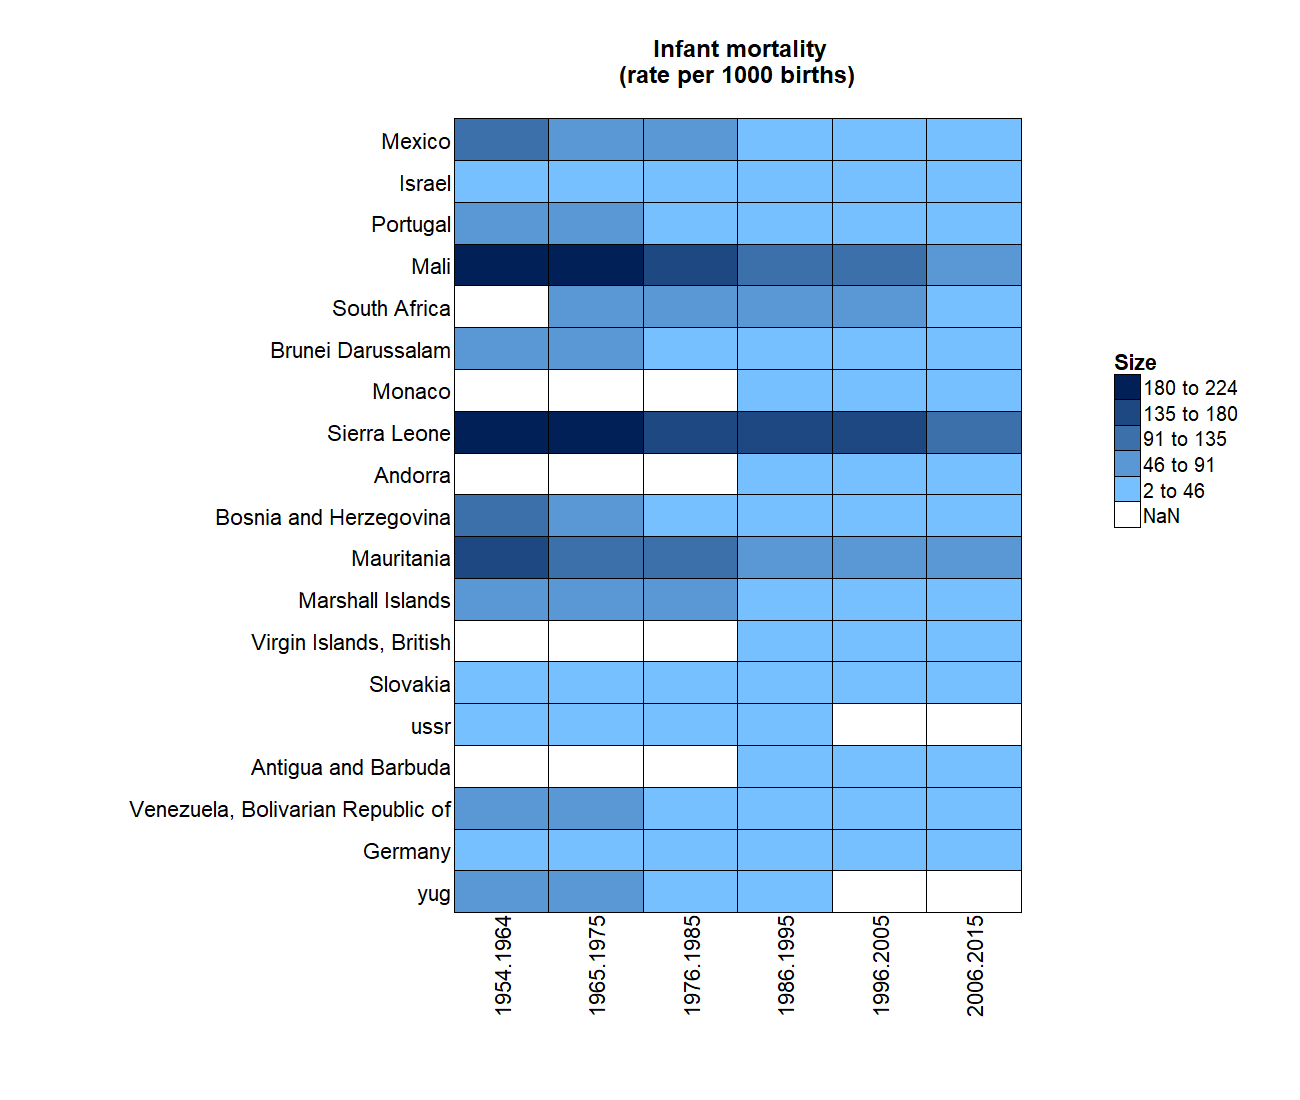 Infant mortality
(rate per 1000 births)
Mexico
Israel
Portugal
Mali
South Africa
Brunei Darussalam
Monaco
Sierra Leone
Andorra
Bosnia and Herzegovina
Mauritania
Marshall Islands
Virgin Islands, British
Slovakia
ussr
Antigua and Barbuda
Venezuela, Bolivarian Republic of
Germany
yug
1954.1964
1965.1975
1976.1985
1986.1995
1996.2005
2006.2015
Size
180 to 224
135 to 180
91 to 135
46 to 91
2 to 46
NaN